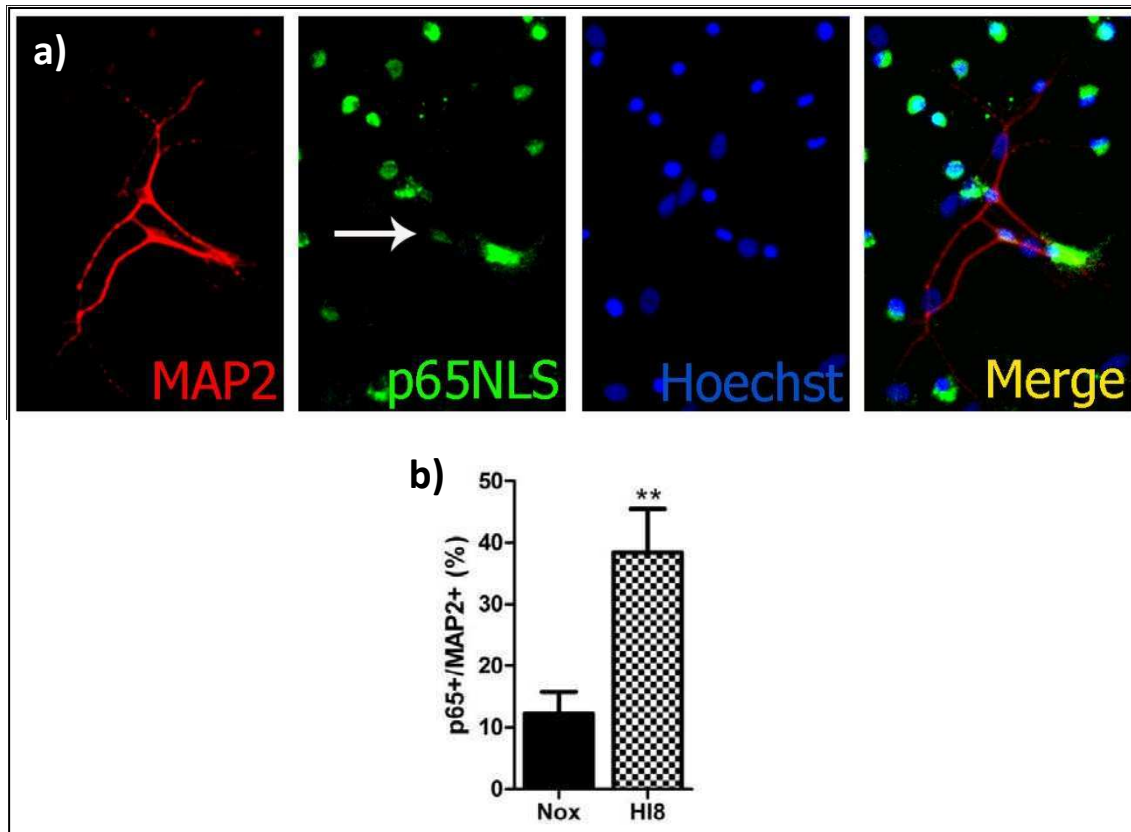 a)
MAP2
p65NLS
Hoechst
Merge
b)
p65+/MAP2+ (%)
50
40
30
20
10
0
**
Nox
HI8